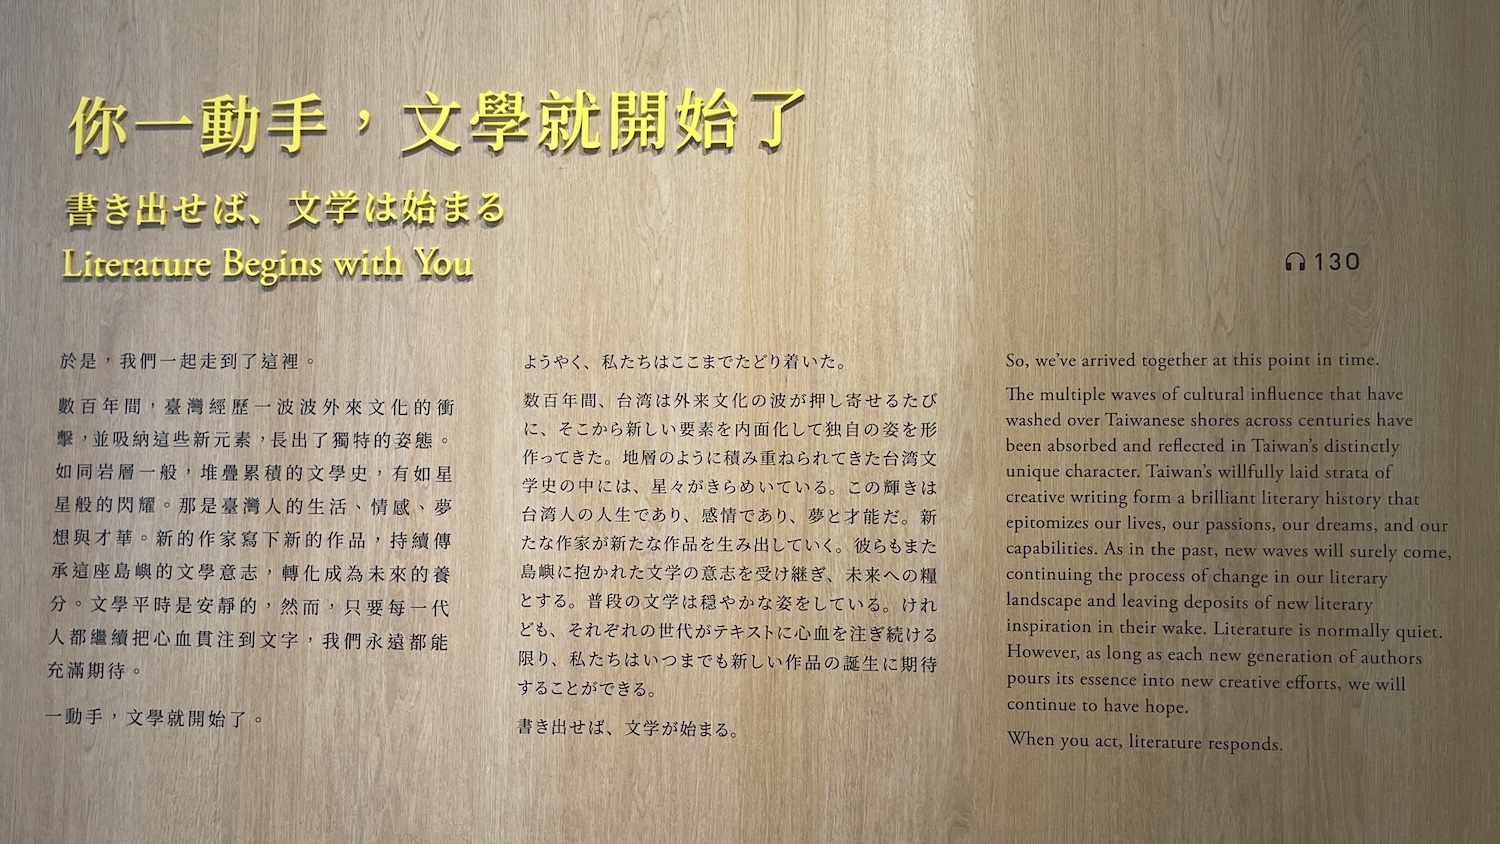 你一動手，文學就開始了
書き出せば、文学は始まる
Literature Begins with You
130
於是，我們一起走到了這裡。
數百年間，臺灣經歷一波波外來文化的衝
擊，並吸納這些新元素，長出了獨特的姿態。
如同岩層一般，堆疊累積的文學史，有如星
星般的閃耀。那是臺灣人的生活、情感、夢
想與才華。新的作家寫下新的作品，持續傳
承這座島嶼的文學意志，轉化成為未來的養
分。文學平時是安靜的，然而，只要每一代
人都繼續把心血貫注到文字，我們永遠都能
充滿期待。
一動手，文學就開始了。
ようやく、私たちはここまでたどり着いた。
数百年間、台湾は外来文化の波が押し寄せるたび
に、そこから新しい要素を内面化して独自の姿を形
作ってきた。地層のように積み重ねられてきた台湾文
学史の中には、星々がきらめいている。この輝きは
台湾人の人生であり、感情であり、夢と才能だ。新
たな作家が新たな作品を生み出していく。彼らもまた
島嶼に抱かれた文学の意志を受け継ぎ、未来への糧
とする。普段の文学は穏やかな姿をしている。けれ
ども、それぞれの世代がテキストに心血を注ぎ続ける
限り、私たちはいつまでも新しい作品の誕生に期待
することができる。
書き出せば、文学が始まる。
So, we've arrived together at this point in time.
The multiple waves of cultural influence that have
washed over Taiwanese shores across centuries have
been absorbed and reflected in Taiwan's distinctly
unique character. Taiwan's willfully laid strata of
creative writing form a brilliant literary history that
epitomizes our lives, our passions, our dreams, and our
capabilities. As in the past, new waves will surely come,
continuing the process of change in our literary
landscape and leaving deposits of new literary
inspiration in their wake. Literature is normally quiet.
However, as long as each new generation of authors
pours its essence into new creative efforts, we will
continue to have hope.
When you act, literature responds.